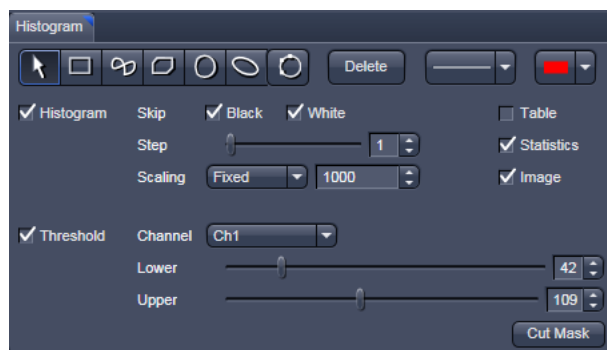 Histogram
Delete
Histogram Skip Black White Table
Step 1 Statistics
Scaling Fixed 1000 Image
Threshold Channel Ch1
Lower 42
Upper 109
Cut Mask